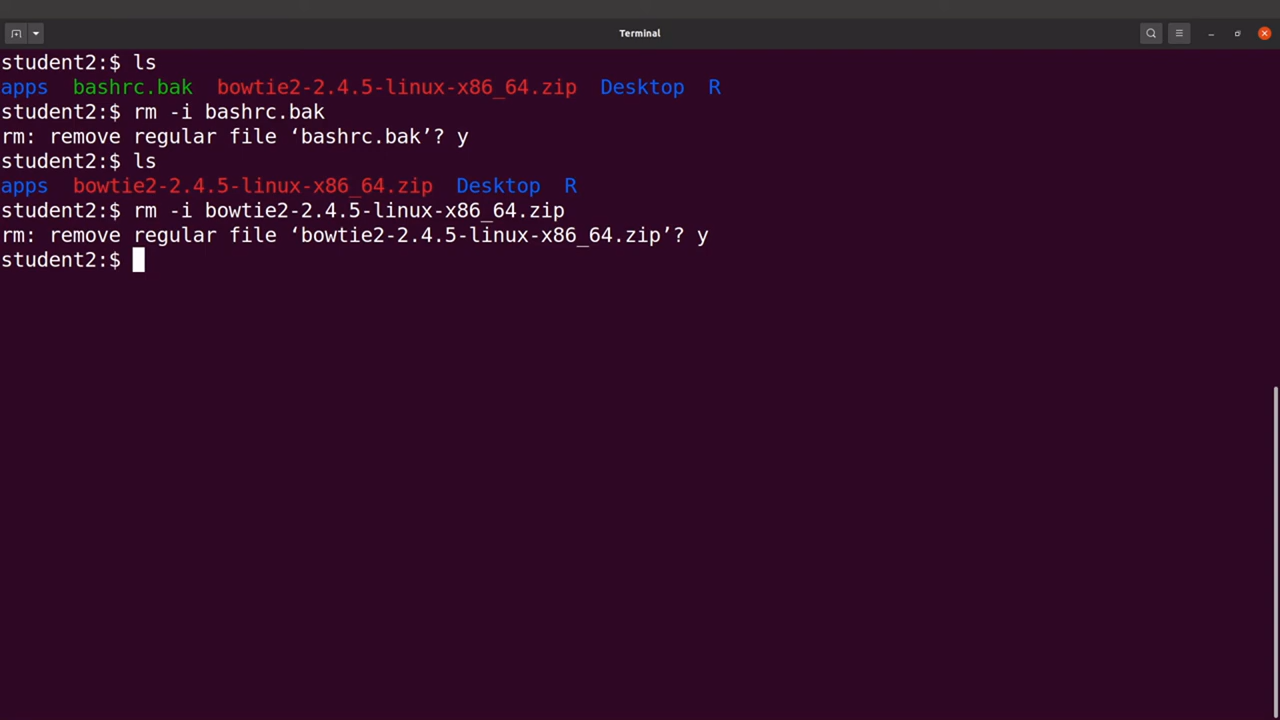 Terminal
student2:$ ls
apps  bashrc.bak  bowtie2-2.4.5-linux-x86_64.zip  Desktop  R
student2:$ rm -i bashrc.bak
rm: remove regular file ‘bashrc.bak’? y
student2:$ ls
apps  bowtie2-2.4.5-linux-x86_64.zip  Desktop  R
student2:$ rm -i bowtie2-2.4.5-linux-x86_64.zip
rm: remove regular file ‘bowtie2-2.4.5-linux-x86_64.zip’? y
student2:$